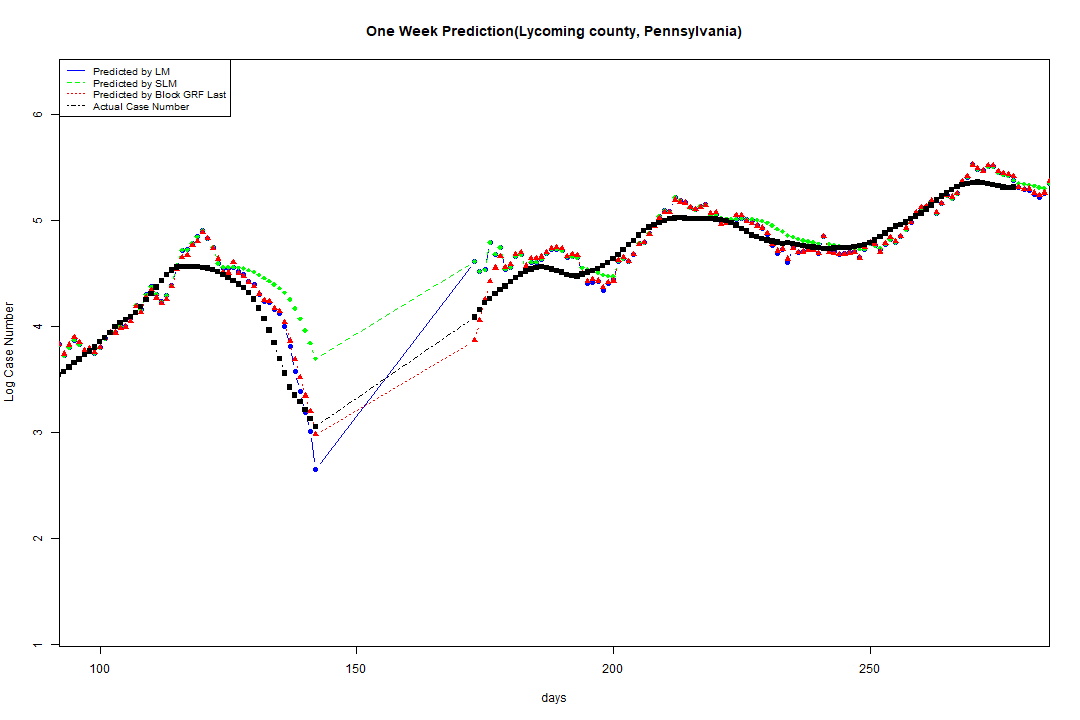 One Week Prediction(Lycoming county, Pennsylvania)
Predicted by LM
Predicted by SLM
Predicted by Block GRF Last
Actual Case Number
6
5
4
3
2
1
Log Case Number
100 150 200 250
days